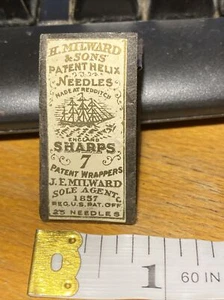 H. MILWARD
& SONS'
PATENT HELIX
NEEDLES
MADE AT REDDITCH
ENGLAND
SHARPS
7
PATENT WRAPPERS
J. E. MILWARD
SOLE AGENT
1857
REG. U.S. PAT. OFF.
25 NEEDLES
1
60 IN